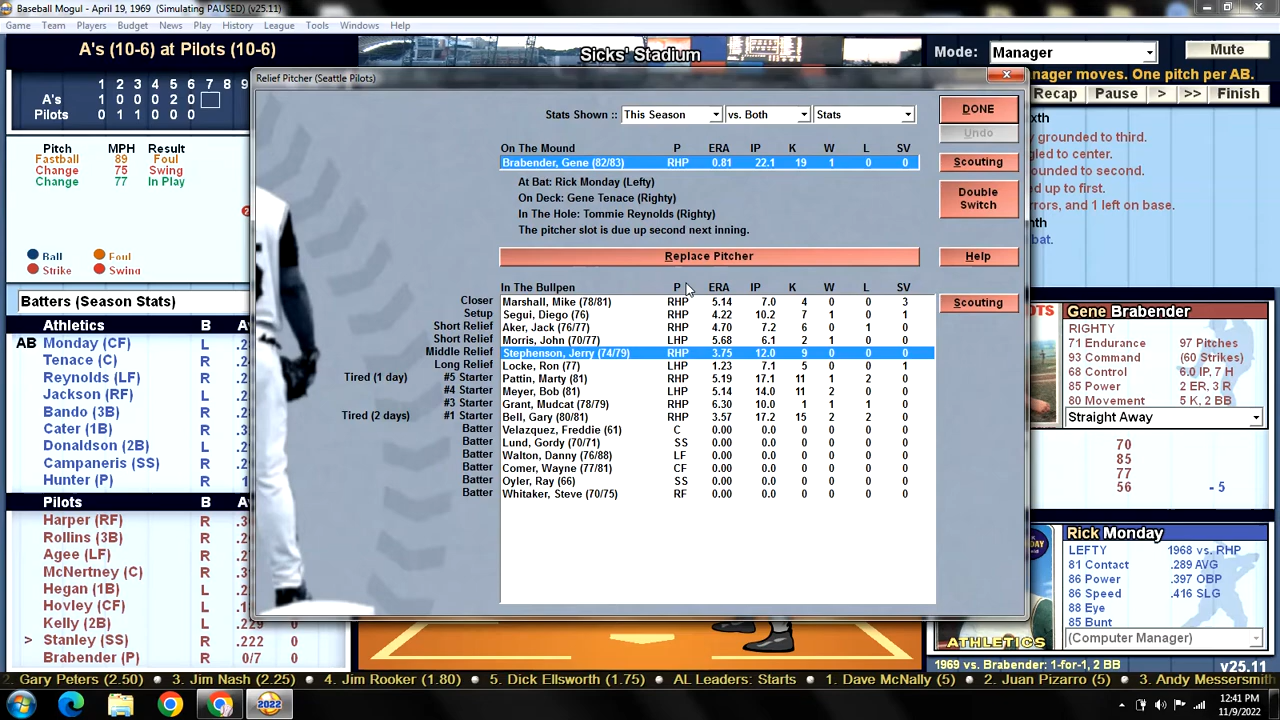 Baseball Mogul - April 19, 1969 (Simulating PAUSED) (v25.11)
Game Team Players Budget News Play History League Tools Windows Help
A's (10-6) at Pilots (10-6)
1 2 3 4 5 6 7 8 9
A's 1 0 0 0 2 0
Pilots 0 1 1 0 0 0
Pitch MPH Result
Fastball 89 Foul
Change 75 Swing
Change 77 In Play
2
Ball Foul
Strike Swing
Batters (Season Stats)
Athletics B
AB Monday (CF) L
Tenace (C) R
Reynolds (LF) R
Jackson (RF) R
Bando (3B) R
Cater (1B) R
Donaldson (2B) L
Campaneris (SS) R
Hunter (P) R
Pilots B
Harper (RF) R
Rollins (3B) R
Agee (LF) R
McNertney (C) R
Hegan (1B) L
Hovley (CF) L
Kelly (2B) L .229 0
> Stanley (SS) R .222 0
Brabender (P) R 0/7 0
Sicks' Stadium
Mode: Manager Mute
nager moves. One pitch per AB.
Recap Pause > >> Finish
Relief Pitcher (Seattle Pilots)
Stats Shown :: This Season vs. Both Stats
DONE
Undo
Scouting
Double Switch
Help
Scouting
On The Mound P ERA IP K W L SV
Brabender, Gene (82/83) RHP 0.81 22.1 19 1 0 0
At Bat: Rick Monday (Lefty)
On Deck: Gene Tenace (Righty)
In The Hole: Tommie Reynolds (Righty)
The pitcher slot is due up second next inning.
Replace Pitcher
In The Bullpen P ERA IP K W L SV
Closer Marshall, Mike (78/81) RHP 5.14 7.0 4 0 0 3
Setup Segui, Diego (76) RHP 4.22 10.2 7 1 0 1
Short Relief Aker, Jack (76/77) RHP 4.70 7.2 6 0 1 0
Short Relief Morris, John (70/77) LHP 5.68 6.1 2 1 0 0
Middle Relief Stephenson, Jerry (74/79) RHP 3.75 12.0 9 0 0 0
Long Relief Locke, Ron (77) LHP 1.23 7.1 5 0 0 1
Tired (1 day) #5 Starter Pattin, Marty (81) RHP 5.19 17.1 11 1 2 0
#4 Starter Meyer, Bob (81) LHP 5.14 14.0 11 2 0 0
#3 Starter Grant, Mudcat (78/79) RHP 6.30 10.0 1 1 1 0
Tired (2 days) #1 Starter Bell, Gary (80/81) RHP 3.57 17.2 15 2 2 0
Batter Velazquez, Freddie (61) C 0.00 0.0 0 0 0 0
Batter Lund, Gordy (70/71) SS 0.00 0.0 0 0 0 0
Batter Walton, Danny (76/88) LF 0.00 0.0 0 0 0 0
Batter Comer, Wayne (77/81) CF 0.00 0.0 0 0 0 0
Batter Oyler, Ray (66) SS 0.00 0.0 0 0 0 0
Batter Whitaker, Steve (70/75) RF 0.00 0.0 0 0 0 0
xth
y grounded to third.
gled to center.
ounded to second.
ed up to first.
rrors, and 1 left on base.
nth
bat.
OTS Gene Brabender
RIGHTY
71 Endurance 97 Pitches
93 Command (60 Strikes)
68 Control 6.0 IP, 7 H
85 Power 2 ER, 3 R
80 Movement 5 K, 2 BB
Straight Away
70
85
77
56 - 5
Rick Monday
LEFTY 1968 vs. RHP
81 Contact .289 AVG
86 Power .397 OBP
86 Speed .416 SLG
88 Eye
85 Bunt
(Computer Manager)
ATHLETICS
1969 vs. Brabender: 1-for-1, 2 BB
v25.11
2. Gary Peters (2.50) 3. Jim Nash (2.25) 4. Jim Rooker (1.80) 5. Dick Ellsworth (1.75) AL Leaders: Starts 1. Dave McNally (5) 2. Juan Pizarro (5) 3. Andy Messersmith
2022
12:41 PM
11/9/2022